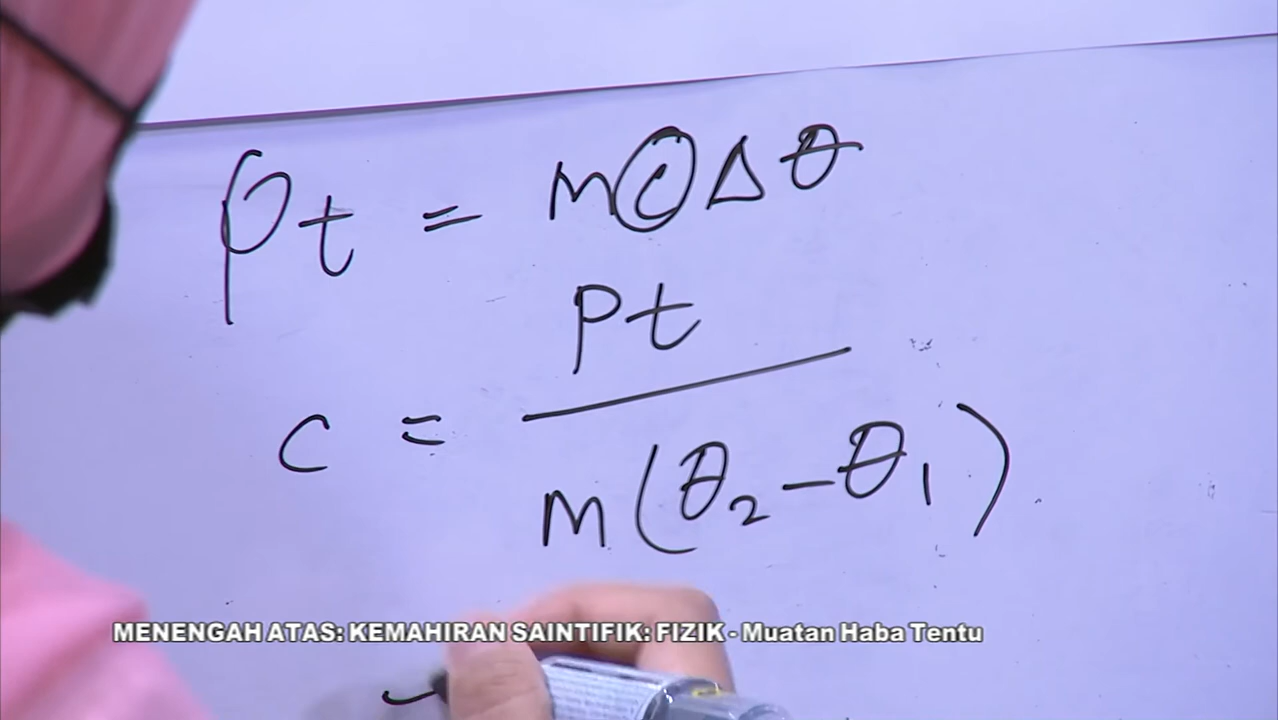 Pt = mcΔθ
Pt
c = ―――
m(θ₂-θ₁)
MENENGAH ATAS: KEMAHIRAN SAINTIFIK: FIZIK - Muatan Haba Tentu